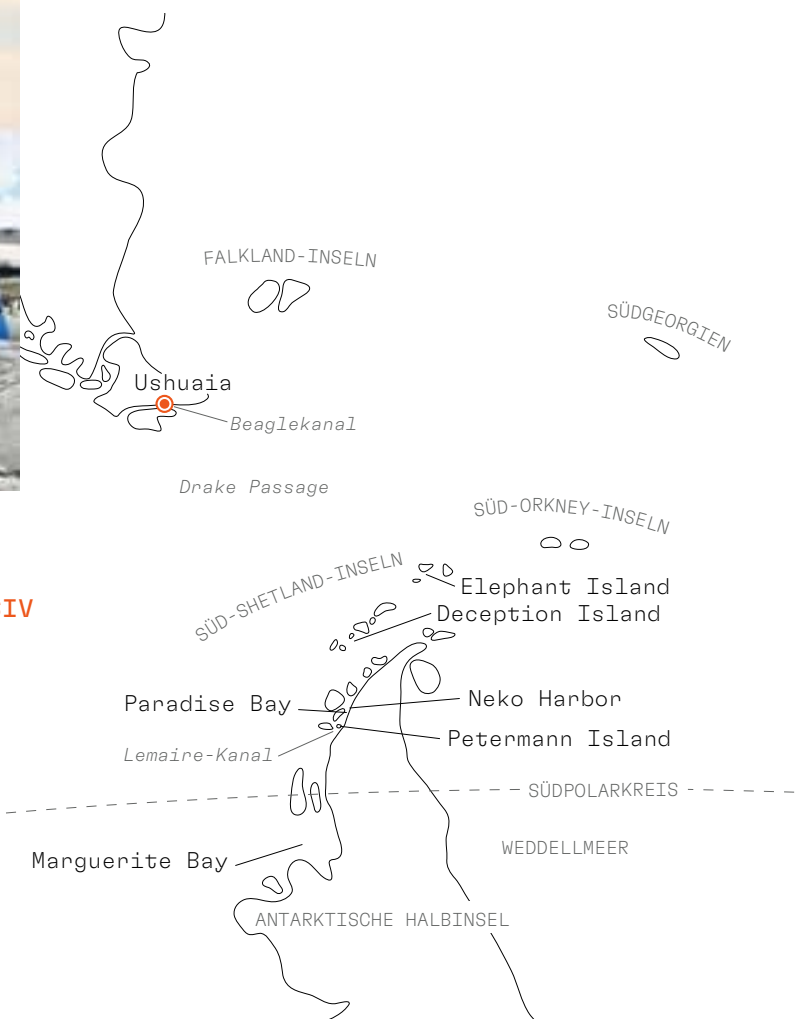 FALKLAND-INSELN
SÜDGEORGIEN
Ushuaia
Beaglekanal
Drake Passage
SÜD-ORKNEY-INSELN
SÜD-SHETLAND-INSELN
Elephant Island
IV
Deception Island
Paradise Bay
Neko Harbor
Petermann Island
Lemaire-Kanal
SÜDPOLARKREIS
WEDDELLMEER
Marguerite Bay
ANTARKTISCHE HALBINSEL